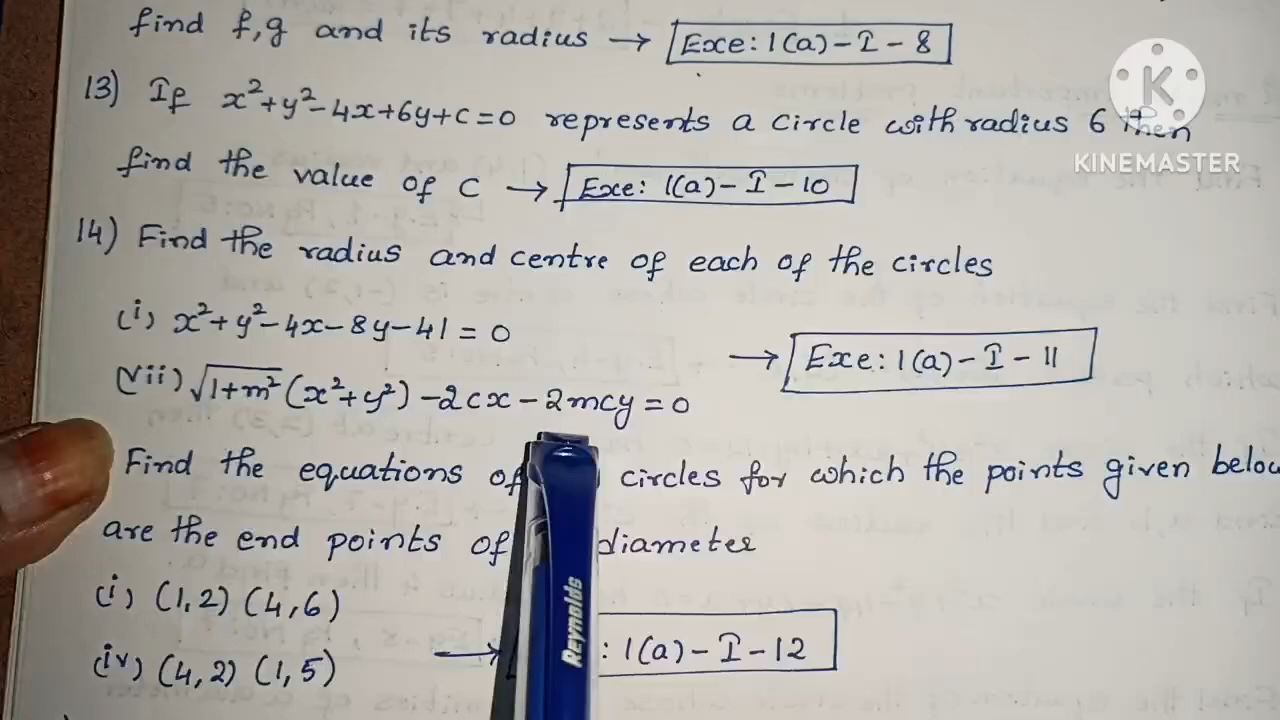 find f,g and its radius → Exe: 1(a)-I-8
K
KINEMASTER
13) If x²+y²-4x+6y+c=0 represents a circle with radius 6 then
find the value of c → Exe: 1(a)-I-10
14) Find the radius and centre of each of the circles
(i) x²+y²-4x-8y-41=0
→ Exe: 1(a)-I-11
(vii) √1+m² (x²+y²)-2cx-2mcy=0
Find the equations of circles for which the points given below
are the end points of diameter
(i) (1,2) (4,6)
→ : 1(a)-I-12
(iv) (4,2) (1,5)
Reynolds